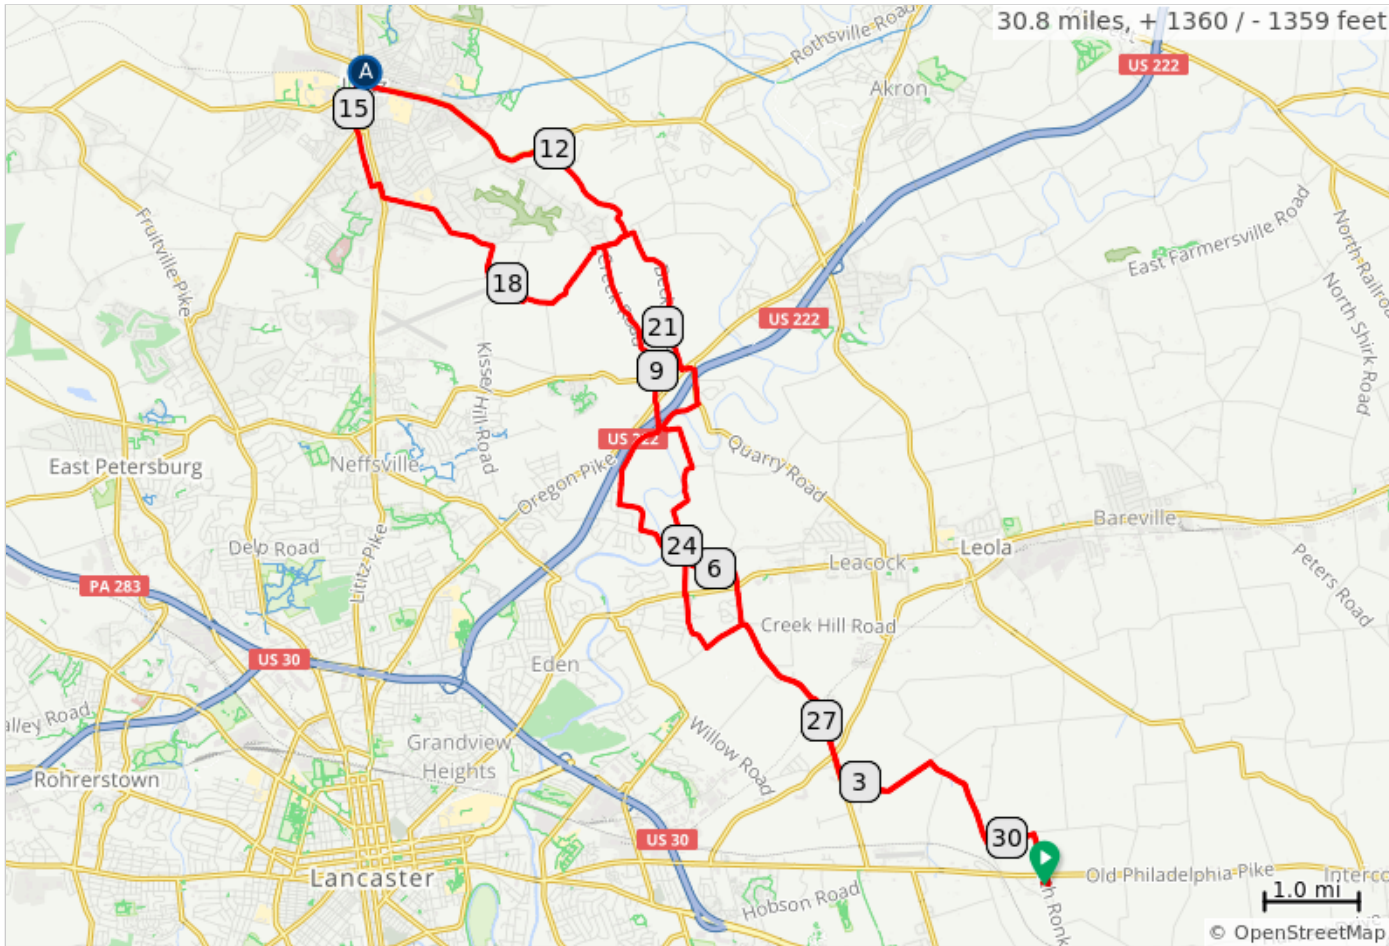 30.8 miles, + 1360 / - 1359 feet
Rothsville Road
US 222
A
Akron
15
12
Fruitville Pike
East Farmersville Road
North Railroad
North Shirk Road
18
Creek Road
21
US 222
Kissel Hill Road
9
US 222
East Petersburg
Neffsville
Oregon Pike
Quarry Road
Bareville
Delp Road
24
Leola
PA 283
Lititz Pike
6
Leacock
Peters Road
Creek Hill Road
US 30
Eden
Willow Road
27
Grandview
Heights
Rohrerstown
3
US 30
30
Lancaster
Old Philadelphia Pike
Hobson Road
1.0 mi
© OpenStreetMap